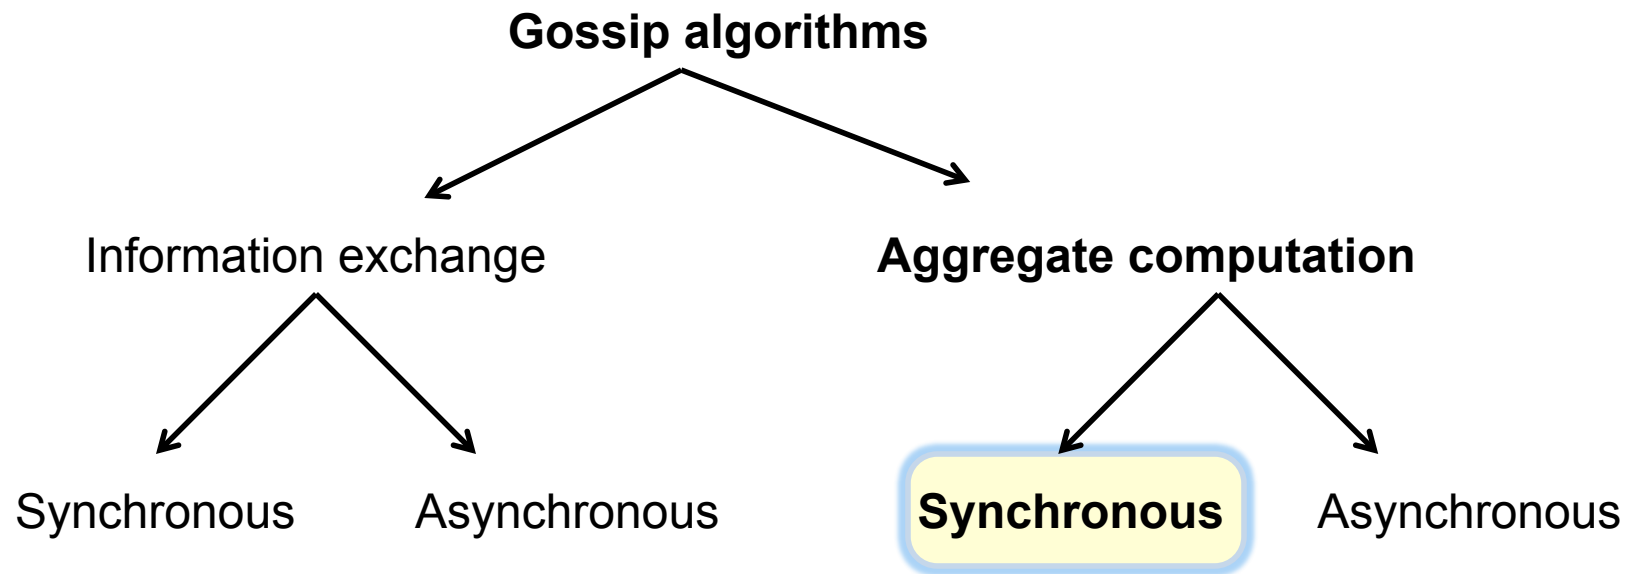 Gossip algorithms
Information exchange
Aggregate computation
Synchronous
Asynchronous
Synchronous
Asynchronous